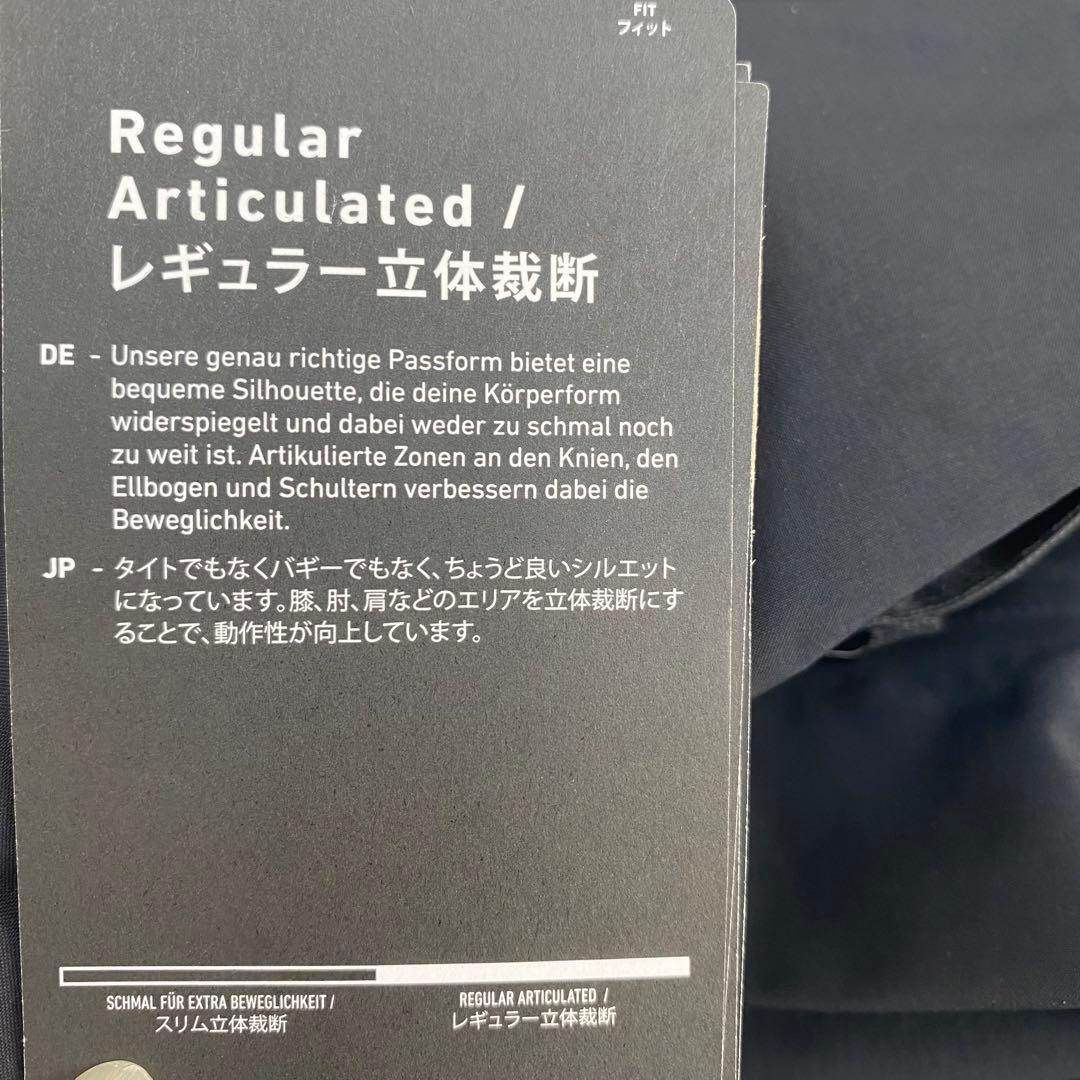 FIT
フィット
Regular
Articulated /
レギュラー立体裁断
DE - Unsere genau richtige Passform bietet eine
bequeme Silhouette, die deine Körperform
widerspiegelt und dabei weder zu schmal noch
zu weit ist. Artikulierte Zonen an den Knien, den
Ellbogen und Schultern verbessern dabei die
Beweglichkeit.
JP - タイトでもなくバギーでもなく、ちょうど良いシルエット
になっています。膝、肘、肩などのエリアを立体裁断にす
ることで、動作性が向上しています。
SCHMAL FÜR EXTRA BEWEGLICHKEIT /
スリム立体裁断
REGULAR ARTICULATED /
レギュラー立体裁断